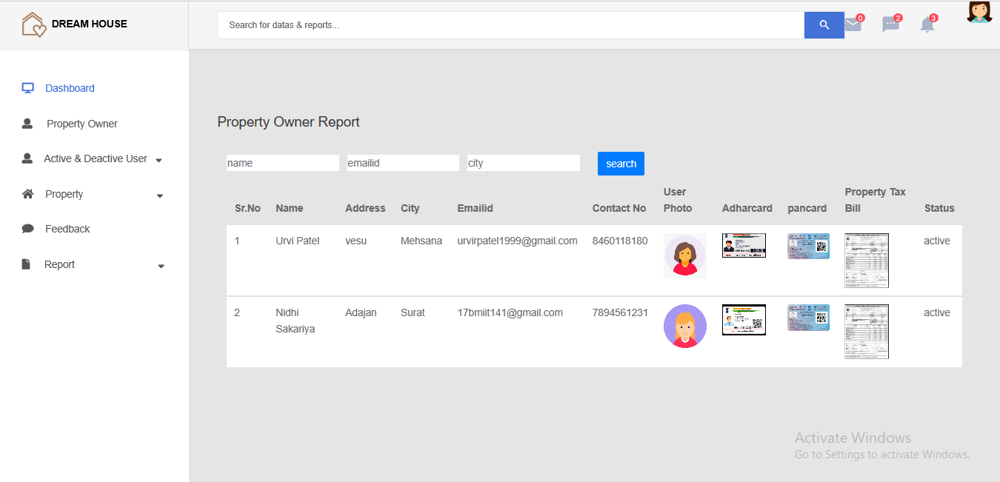 DREAM HOUSE
Search for datas & reports...
0
2
3
Dashboard
Property Owner
Active & Deactive User
Property
Feedback
Report
Property Owner Report
name emailid city search
Sr.No Name Address City Emailid Contact No User Photo Adharcard pancard Property Tax Bill Status
1 Urvi Patel vesu Mehsana urvirpatel1999@gmail.com 8460118180 active
2 Nidhi Sakariya Adajan Surat 17bmiit141@gmail.com 7894561231 active
Activate Windows
Go to Settings to activate Windows.